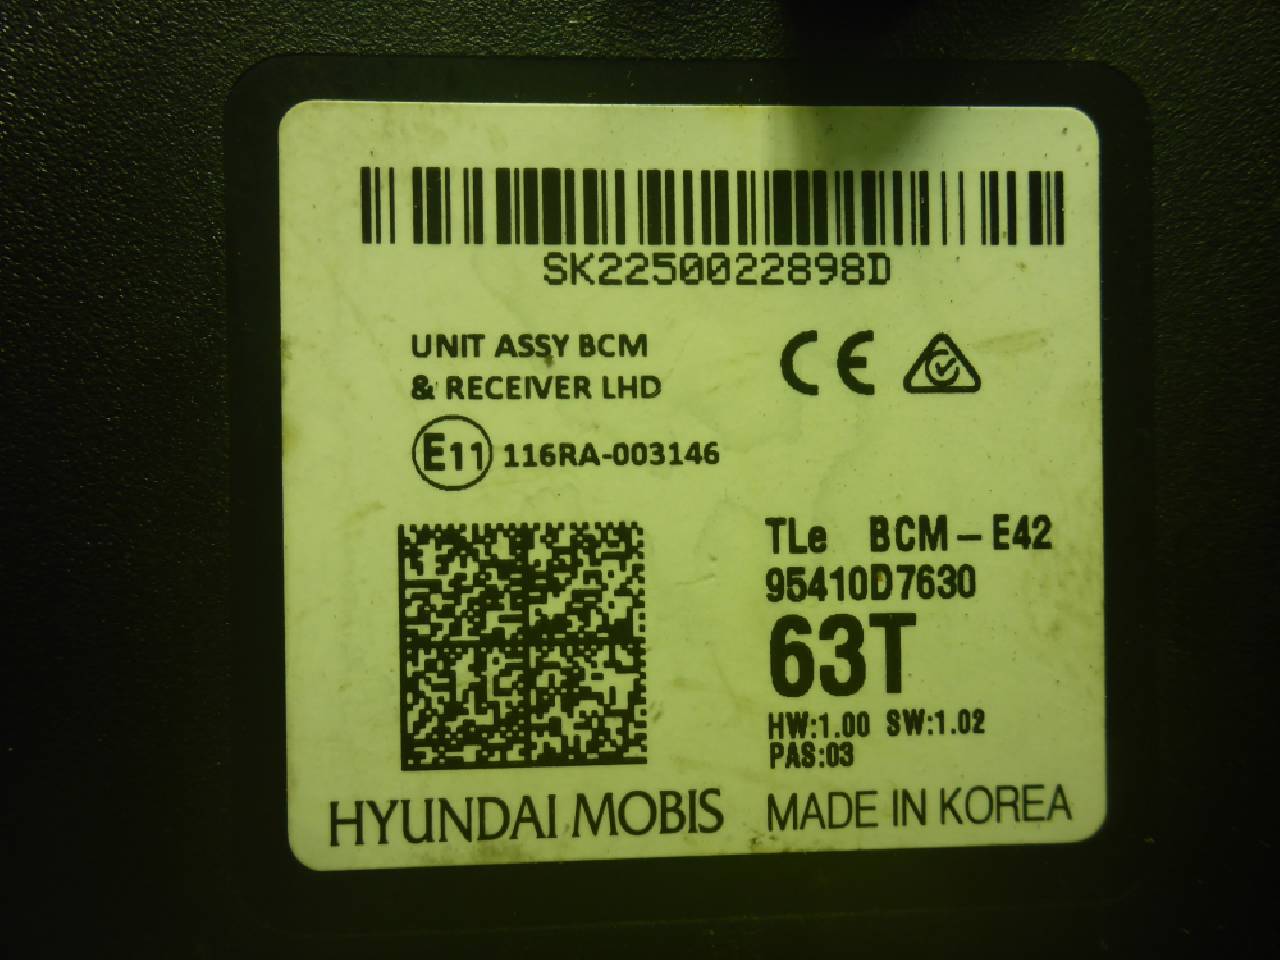 SK2250022898D
UNIT ASSY BCM
& RECEIVER LHD
CE
E11 116RA-003146
TLe BCM-E42
95410D7630
63T
HW:1.00 SW:1.02
PAS:03
HYUNDAI MOBIS MADE IN KOREA